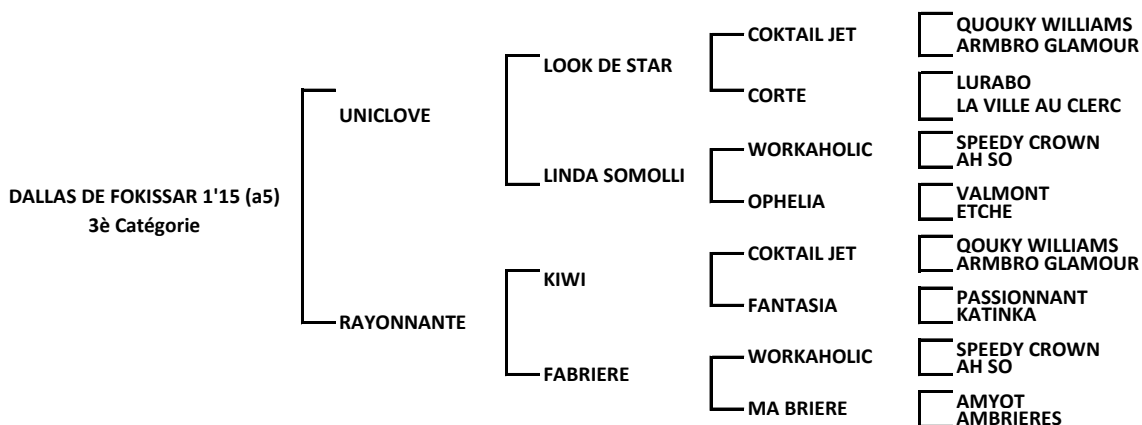 COKTAIL JET
QUOUKY WILLIAMS
ARMBRO GLAMOUR
LOOK DE STAR
CORTE
LURABO
LA VILLE AU CLERC
UNICLOVE
WORKAHOLIC
SPEEDY CROWN
AH SO
LINDA SOMOLLI
OPHELIA
VALMONT
ETCHE
DALLAS DE FOKISSAR 1'15 (a5)
3è Catégorie
COKTAIL JET
QOUKY WILLIAMS
ARMBRO GLAMOUR
KIWI
FANTASIA
PASSIONNANT
KATINKA
RAYONNANTE
WORKAHOLIC
SPEEDY CROWN
AH SO
FABRIERE
MA BRIERE
AMYOT
AMBRIERES